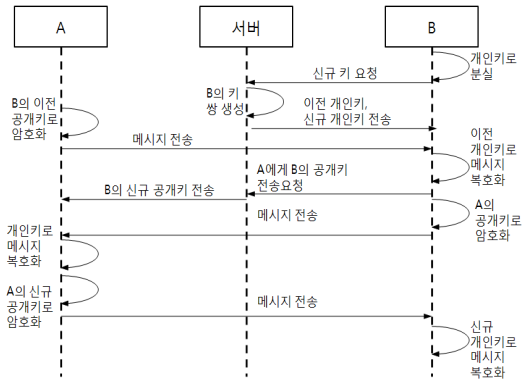 A
서버
B
개인키로
분실
신규 키 요청
B의 키
쌍 생성
이전 개인키,
신규 개인키 전송
B의 이전
공개키로
암호화
메시지 전송
이전
개인키로
메시지
복호화
A에게 B의 공개키
전송요청
B의 신규 공개키 전송
A의
공개키로
암호화
메시지 전송
개인키로
메시지
복호화
A의 신규
공개키로
암호화
메시지 전송
신규
개인키로
메시지
복호화